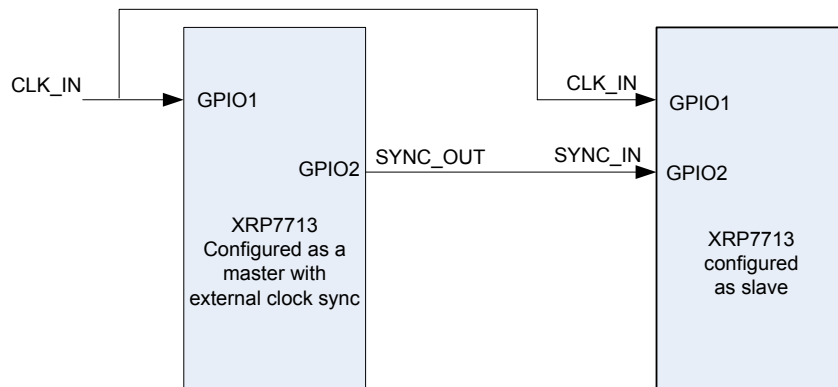 CLK_IN
GPIO1
GPIO2
SYNC_OUT
XRP7713
Configured as a
master with
external clock sync
CLK_IN
SYNC_IN
GPIO1
GPIO2
XRP7713
configured
as slave